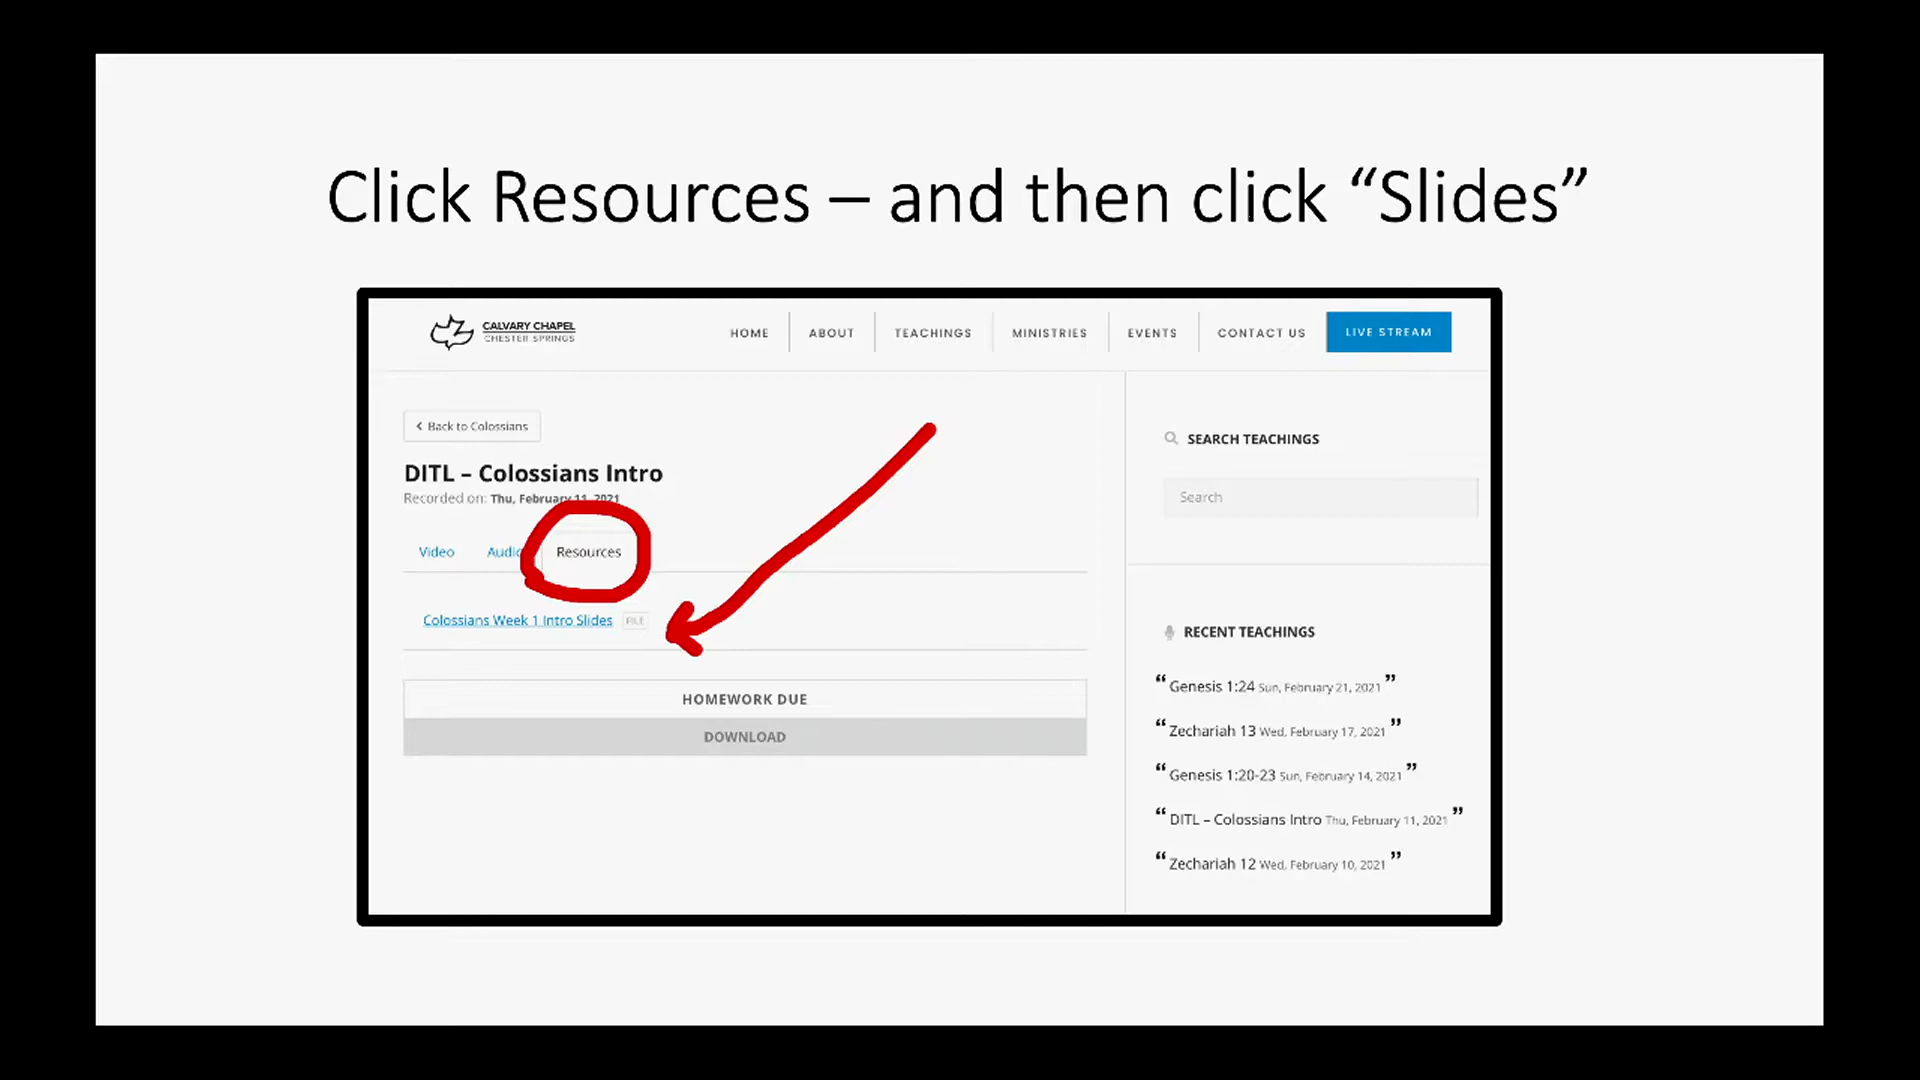 Click Resources – and then click “Slides”
CALVARY CHAPEL
CHESTER SPRINGS
HOME
ABOUT
TEACHINGS
MINISTRIES
EVENTS
CONTACT US
LIVE STREAM
Back to Colossians
DITL – Colossians Intro
Recorded on: Thu, February 11, 2021
Video
Audio
Resources
Colossians Week 1 Intro Slides FILE
HOMEWORK DUE
DOWNLOAD
SEARCH TEACHINGS
Search
RECENT TEACHINGS
“Genesis 1:24 Sun, February 21, 2021”
“Zechariah 13 Wed, February 17, 2021”
“Genesis 1:20-23 Sun, February 14, 2021”
“DITL – Colossians Intro Thu, February 11, 2021”
“Zechariah 12 Wed, February 10, 2021”